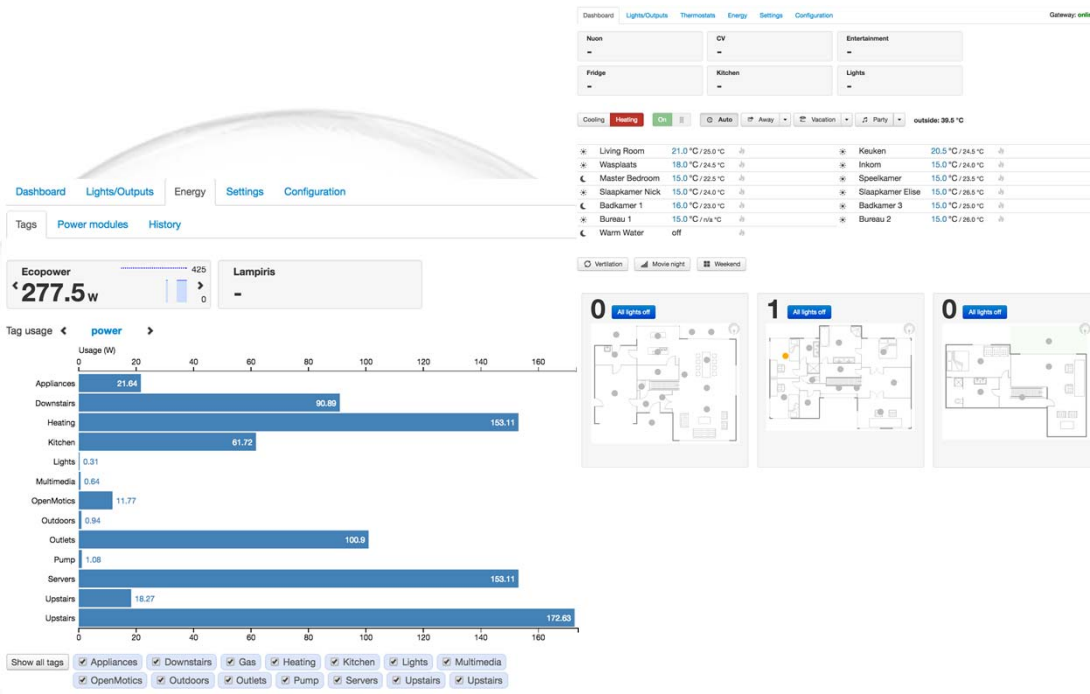 Dashboard Lights/Outputs Energy Settings Configuration
Tags Power modules History
Ecopower
277.5 w
425
0
Lampiris
-
Tag usage power
Usage (W)
0 20 40 60 80 100 120 140 160
Appliances 21.64
Downstairs 90.89
Heating 153.11
Kitchen 61.72
Lights 0.31
Multimedia 0.64
OpenMotics 11.77
Outdoors 0.94
Outlets 100.9
Pump 1.08
Servers 153.11
Upstairs 18.27
Upstairs 172.63
0 20 40 60 80 100 120 140 160
Show all tags Appliances Downstairs Gas Heating Kitchen Lights Multimedia
OpenMotics Outdoors Outlets Pump Servers Upstairs Upstairs
Dashboard Lights/Outputs Thermostats Energy Settings Configuration Gateway: onlin
Nuon CV Entertainment
- - -
Fridge Kitchen Lights
- - -
Cooling Heating On Auto Away Vacation Party outside: 39.5 °C
Living Room 21.0 °C / 25.0 °C Keuken 20.5 °C / 24.5 °C
Wasplaats 18.0 °C / 24.5 °C Inkom 15.0 °C / 24.0 °C
Master Bedroom 15.0 °C / 22.5 °C Speelkamer 15.0 °C / 23.5 °C
Slaapkamer Nick 15.0 °C / 24.0 °C Slaapkamer Elise 15.0 °C / 26.5 °C
Badkamer 1 16.0 °C / 23.0 °C Badkamer 3 15.0 °C / 25.0 °C
Bureau 1 15.0 °C / n/a °C Bureau 2 15.0 °C / 26.0 °C
Warm Water off
Vertilation Movie night Weekend
0 All lights off 1 All lights off 0 All lights off